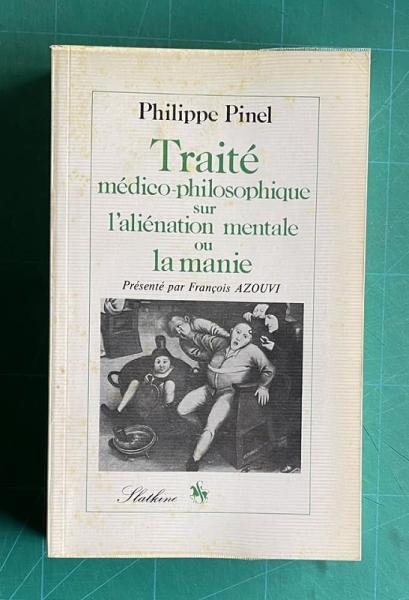 Philippe Pinel
Traité
médico-philosophique
sur
l'aliénation mentale
ou
la manie
Présenté par François AZOUVI
Slatkine